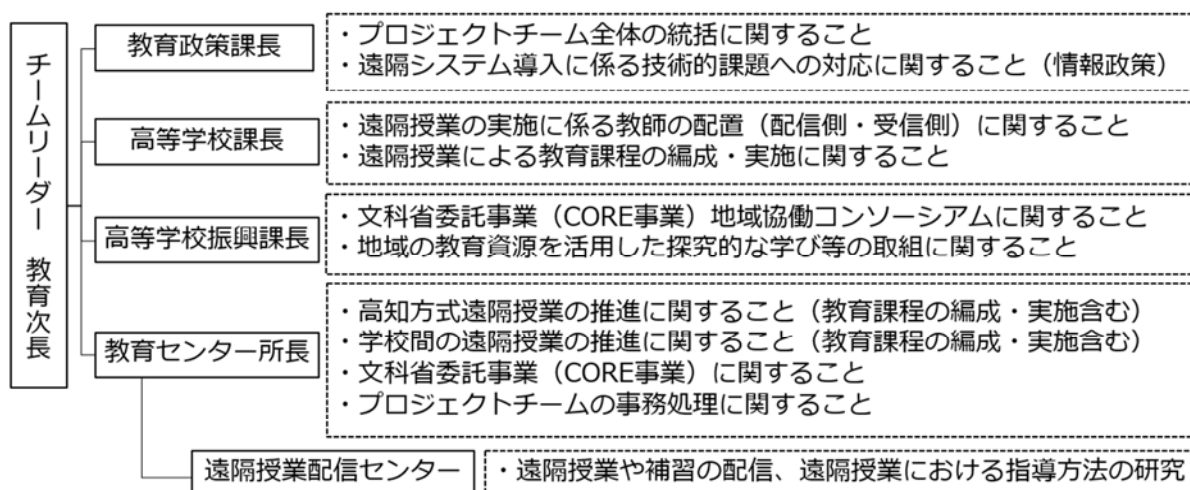 チームリーダー 教育次長
教育政策課長
・プロジェクトチーム全体の統括に関すること
・遠隔システム導入に係る技術的課題への対応に関すること（情報政策）
高等学校課長
・遠隔授業の実施に係る教師の配置（配信側・受信側）に関すること
・遠隔授業による教育課程の編成・実施に関すること
高等学校振興課長
・文科省委託事業（CORE事業）地域協働コンソーシアムに関すること
・地域の教育資源を活用した探究的な学び等の取組に関すること
教育センター所長
・高知方式遠隔授業の推進に関すること（教育課程の編成・実施含む）
・学校間の遠隔授業の推進に関すること（教育課程の編成・実施含む）
・文科省委託事業（CORE事業）に関すること
・プロジェクトチームの事務処理に関すること
遠隔授業配信センター
・遠隔授業や補習の配信、遠隔授業における指導方法の研究